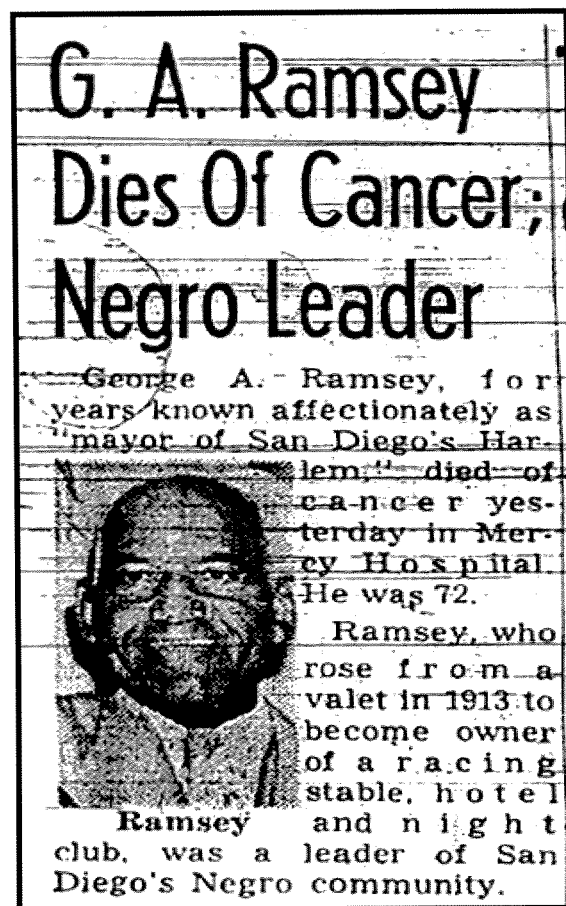 G. A. Ramsey
Dies Of Cancer;
Negro Leader
George A. Ramsey, for
years known affectionately as
"mayor of San Diego's Har-
lem," died of
cancer yes-
terday in Mer-
cy Hospital.
He was 72.
Ramsey, who
rose from a
valet in 1913 to
become owner
of a racing
stable, hotel
Ramsey
and night
club, was a leader of San
Diego's Negro community.